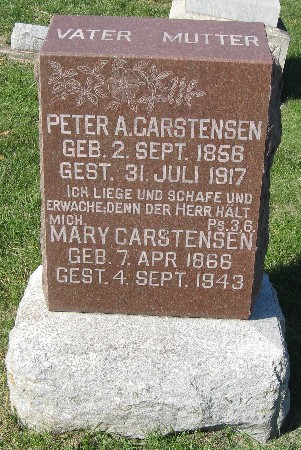 VATER MUTTER
PETER A. CARSTENSEN
GEB. 2. SEPT. 1856
GEST. 31. JULI 1917
ICH LIEGE UND SCHAFE UND
ERWACHE, DENN DER HERR HÄLT
MICH. PS. 3,6.
MARY CARSTENSEN
GEB. 7. APR 1866
GEST. 4. SEPT. 1943